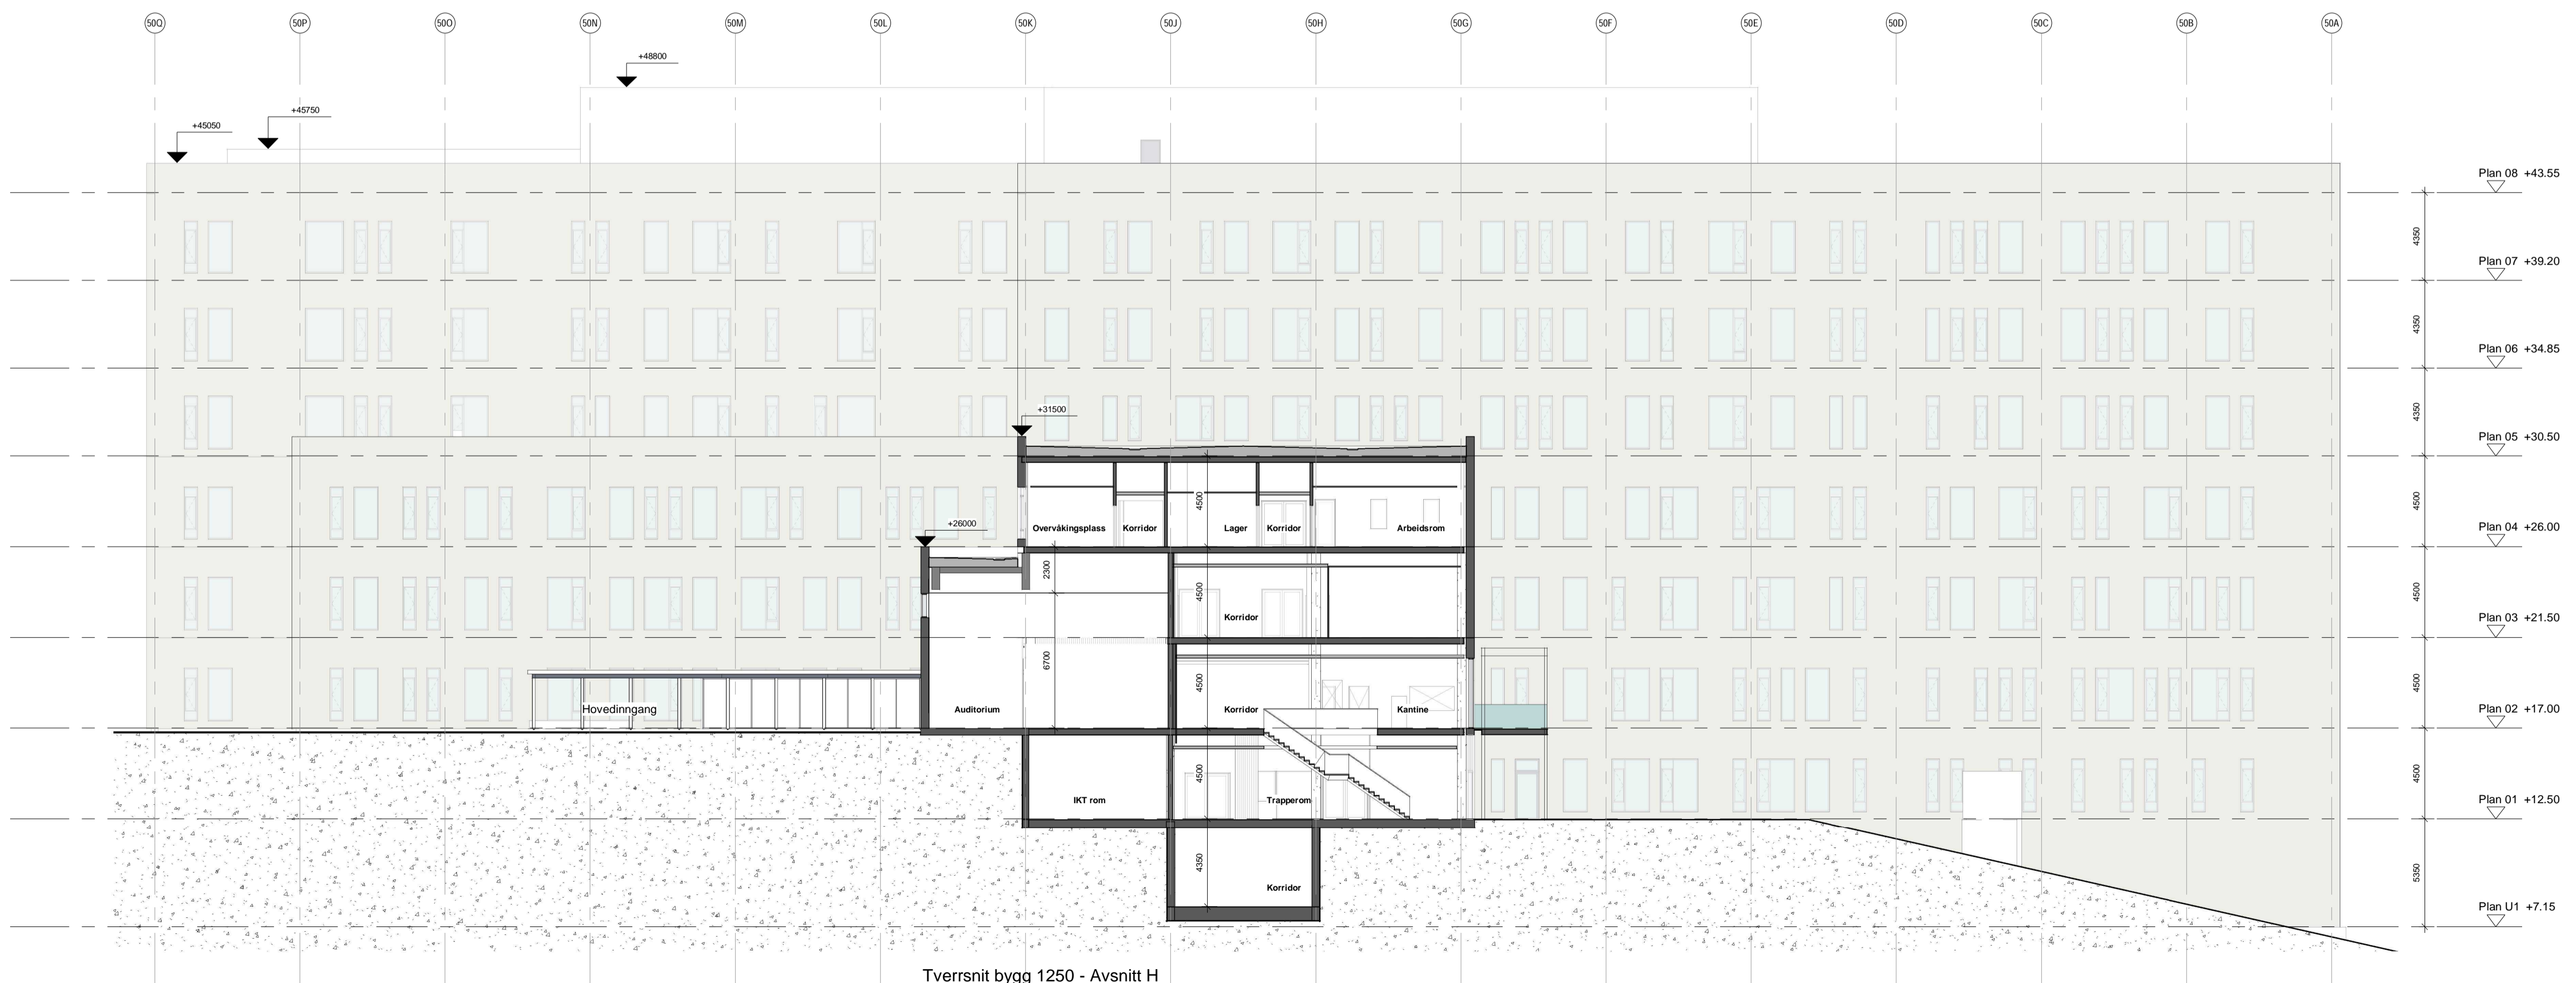 50Q 50P 50O 50N 50M 50L 50K 50J 50H 50G 50F 50E 50D 50C 50B 50A
+48800
+45750
+45050
Plan 08 +43.55
4350
Plan 07 +39.20
4350
Plan 06 +34.85
4350
+31500
Plan 05 +30.50
4500
4500
+26000
Overvåkingsplass Korridor Lager Korridor Arbeidsrom
Plan 04 +26.00
2300
4500
4500
Korridor
Plan 03 +21.50
6700
4500
4500
Hovedinngang
Auditorium
Korridor
Kantine
Plan 02 +17.00
4500
4500
IKT rom
Trapperom
Plan 01 +12.50
4350
5350
Korridor
Plan U1 +7.15
Tverrsnit bygg 1250 - Avsnitt H